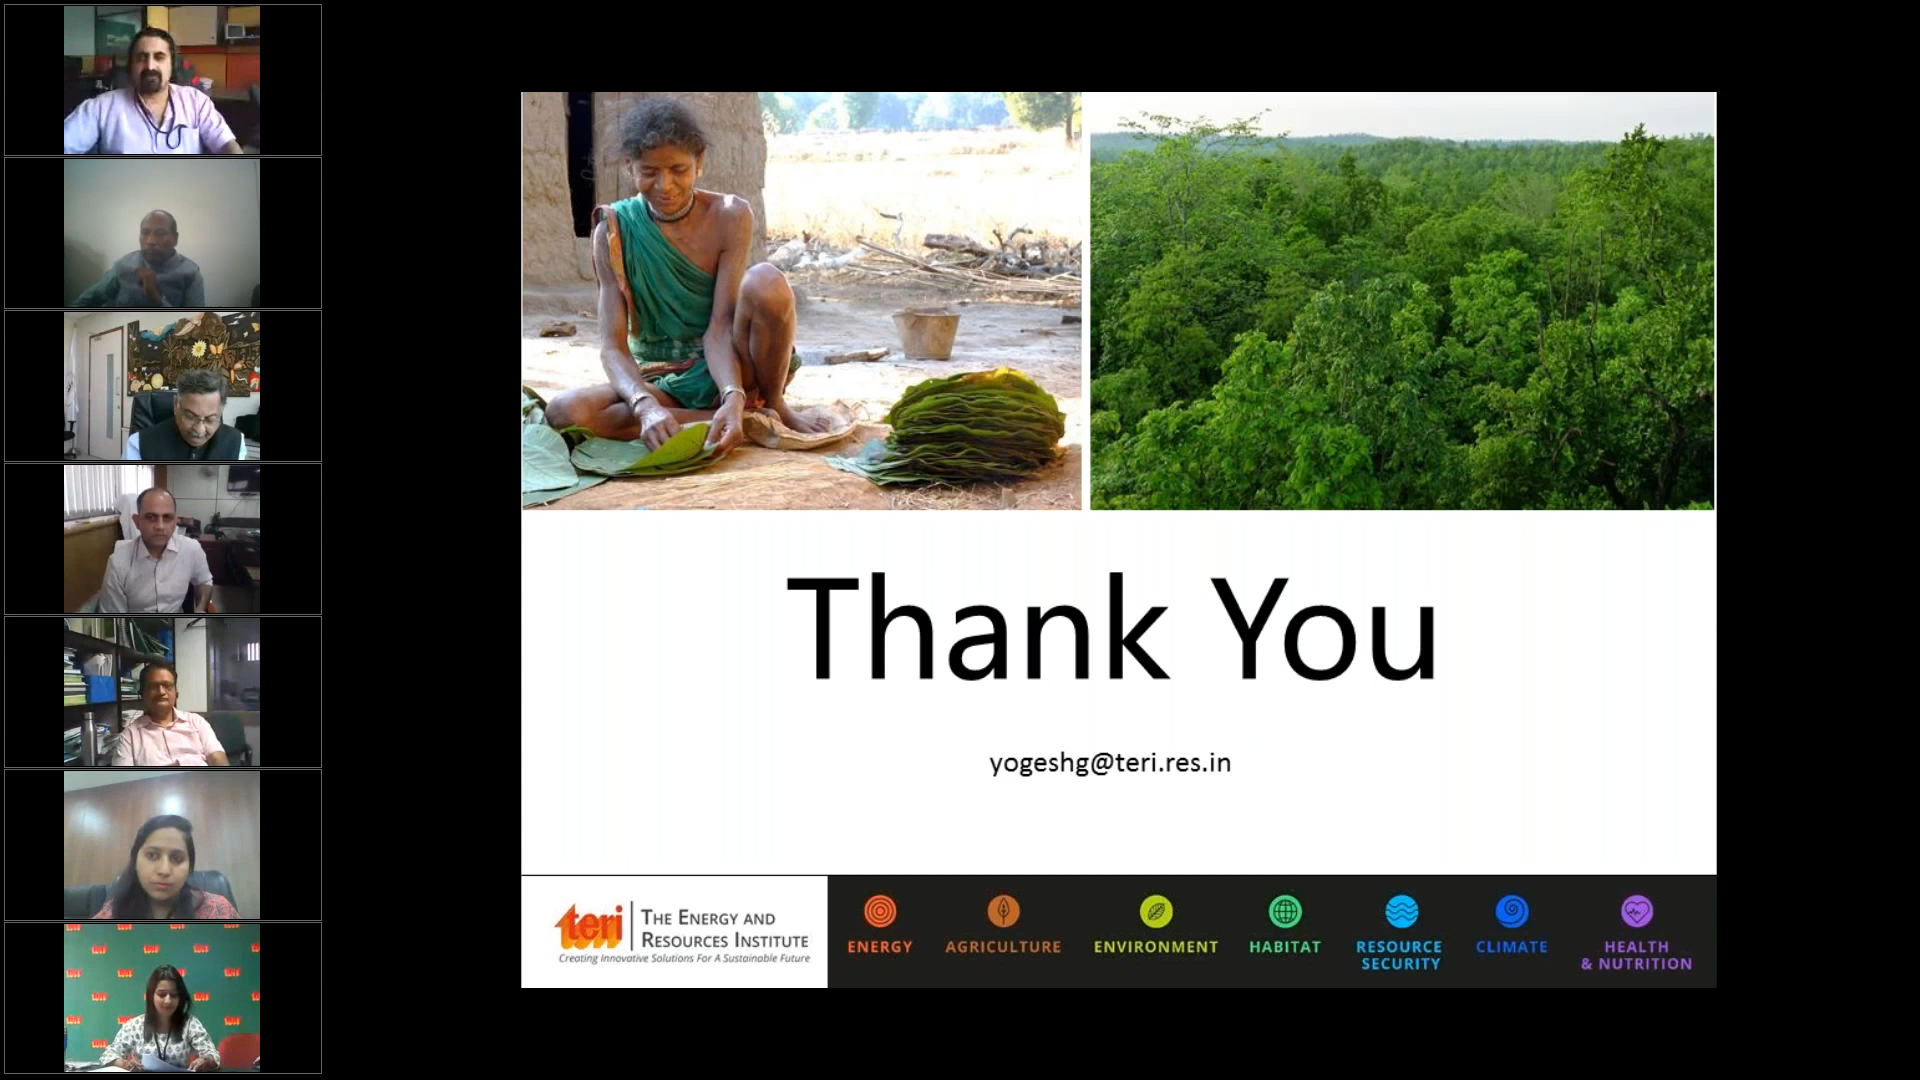 Thank You
yogeshg@teri.res.in
teri
THE ENERGY AND
RESOURCES INSTITUTE
Creating Innovative Solutions For A Sustainable Future
ENERGY
AGRICULTURE
ENVIRONMENT
HABITAT
RESOURCE
SECURITY
CLIMATE
HEALTH
& NUTRITION